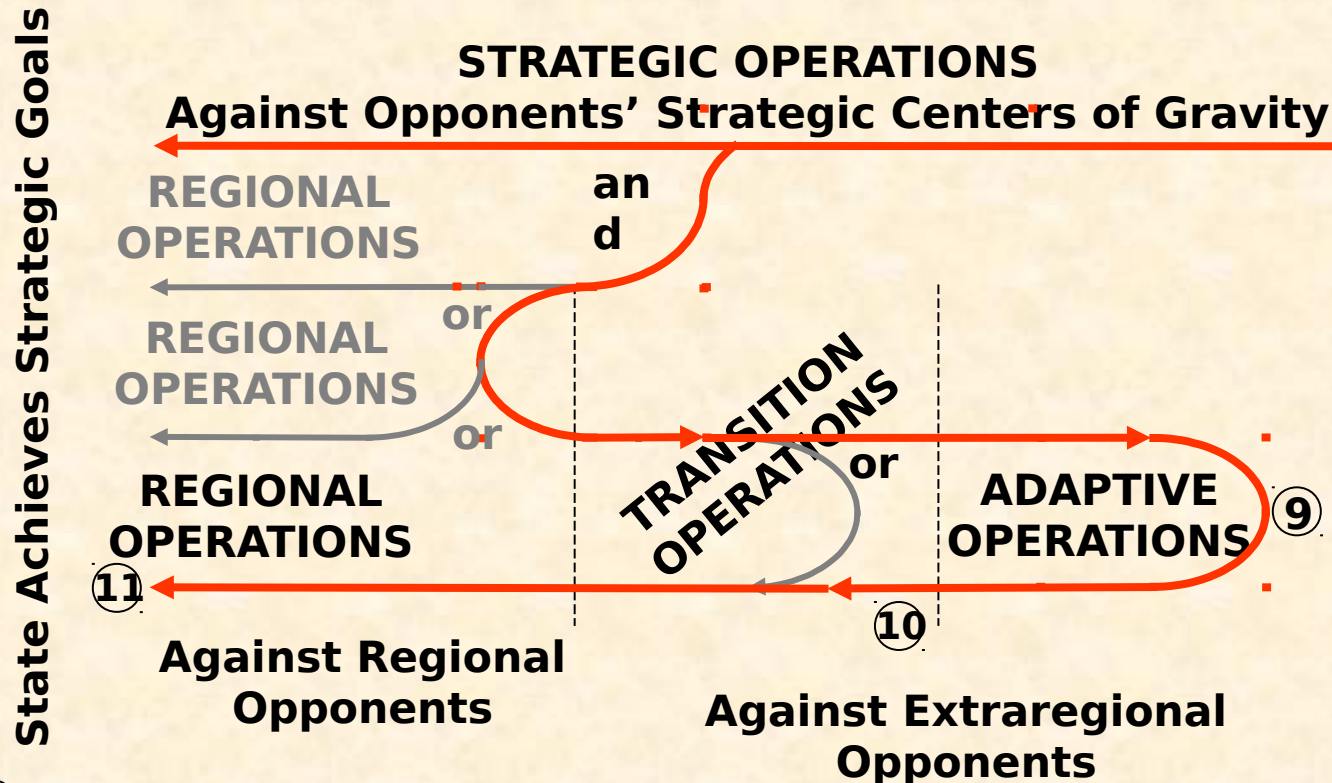 State Achieves Strategic Goals
STRATEGIC OPERATIONS
Against Opponents’ Strategic Centers of Gravity
REGIONAL
OPERATIONS
an
d
or
REGIONAL
OPERATIONS
or
TRANSITION
OPERATIONS
or
REGIONAL
OPERATIONS
ADAPTIVE
OPERATIONS
9
11
10
Against Regional
Opponents
Against Extraregional
Opponents